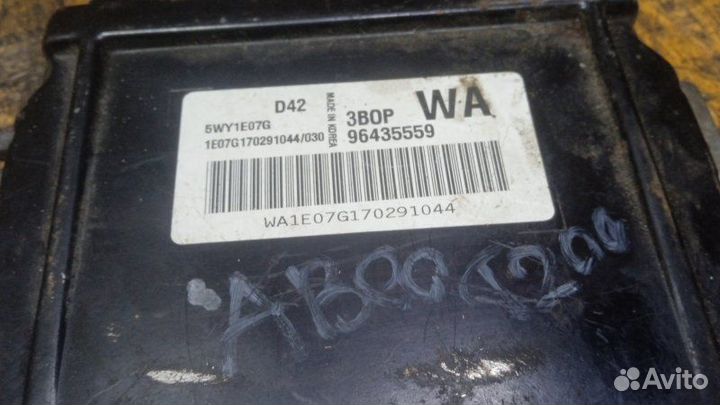 D42
5WY1E07G
1E07G170291044/030
MADE IN KOREA
3BOP
WA
96435559
WA1E07G170291044
Avito